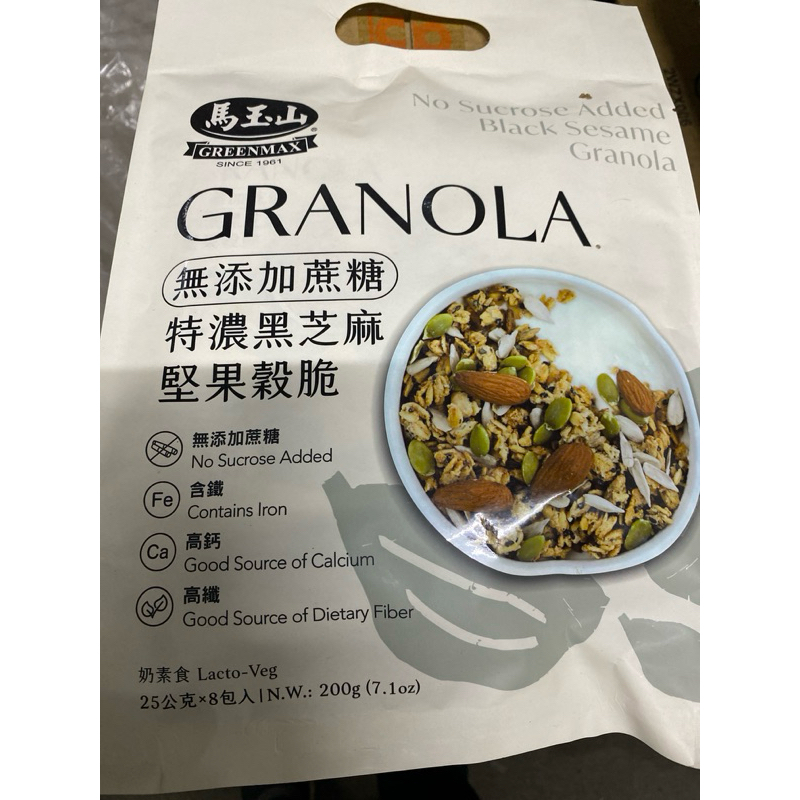 馬玉山
GREENMAX
SINCE 1961
No Sucrose Added
Black Sesame
Granola
GRANOLA
無添加蔗糖
特濃黑芝麻
堅果穀脆
無添加蔗糖
No Sucrose Added
Fe
含鐵
Contains Iron
Ca
高鈣
Good Source of Calcium
高纖
Good Source of Dietary Fiber
奶素食 Lacto-Veg
25公克×8包入 | N.W.: 200g (7.1oz)